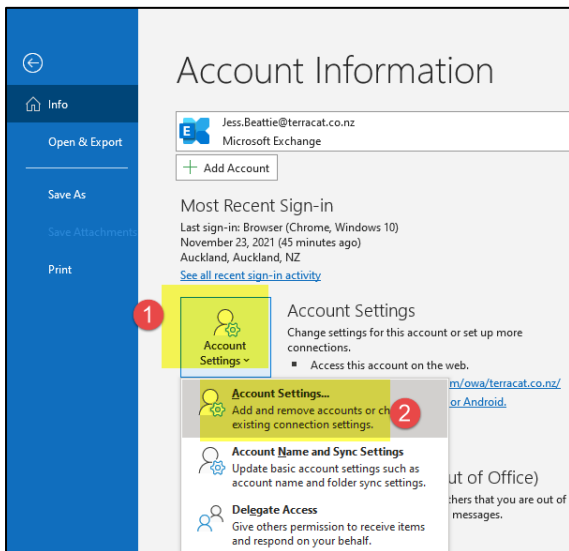 Account Information
Info
Jess.Beattie@terracat.co.nz
Microsoft Exchange
Open & Export
+ Add Account
Save As
Most Recent Sign-in
Last sign-in: Browser (Chrome, Windows 10)
November 23, 2021 (45 minutes ago)
Auckland, Auckland, NZ
See all recent sign-in activity
Save Attachments
Print
1
Account
Settings
Account Settings
Change settings for this account or set up more
connections.
Access this account on the web.
m/owa/terracat.co.nz/
or Android.
Account Settings...
Add and remove accounts or ch
existing connection settings.
2
Account Name and Sync Settings
Update basic account settings such as
account name and folder sync settings.
ut of Office)
thers that you are out of
messages.
Delegate Access
Give others permission to receive items
and respond on your behalf.